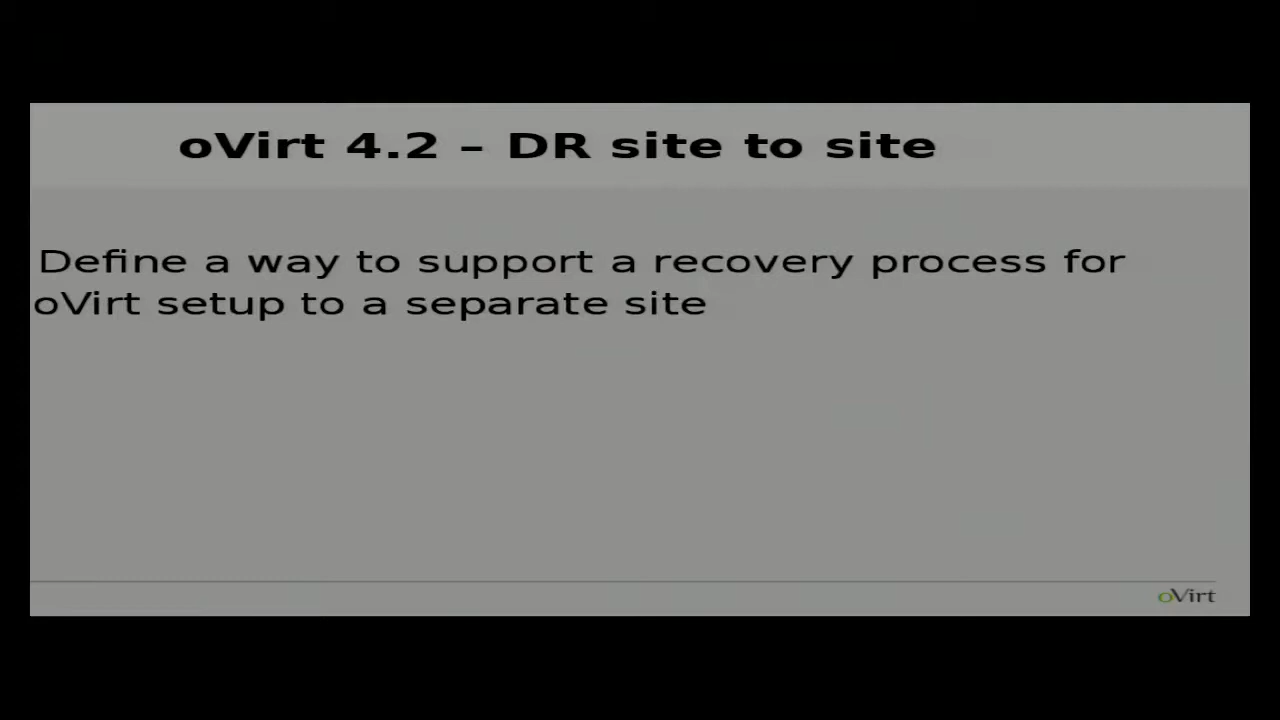 oVirt 4.2 – DR site to site
Define a way to support a recovery process for
oVirt setup to a separate site
oVirt